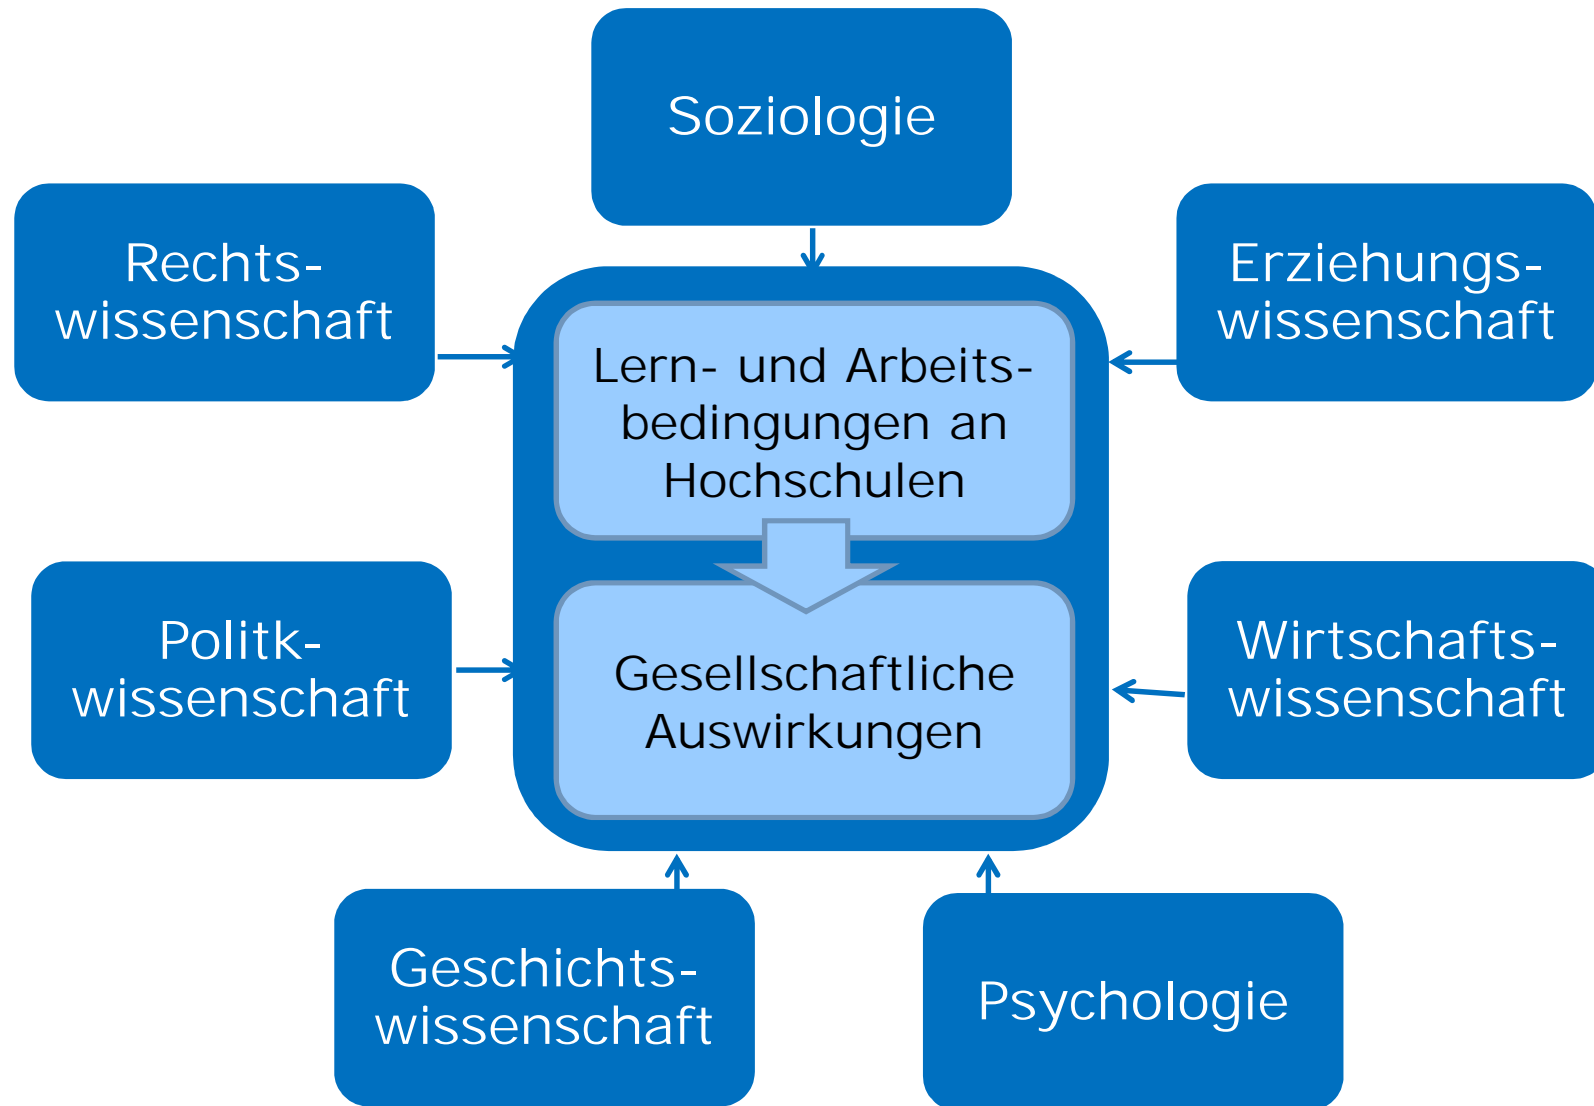 Soziologie
Rechts-
wissenschaft
Erziehungs-
wissenschaft
Lern- und Arbeits-
bedingungen an
Hochschulen
Politk-
wissenschaft
Gesellschaftliche
Auswirkungen
Wirtschafts-
wissenschaft
Geschichts-
wissenschaft
Psychologie